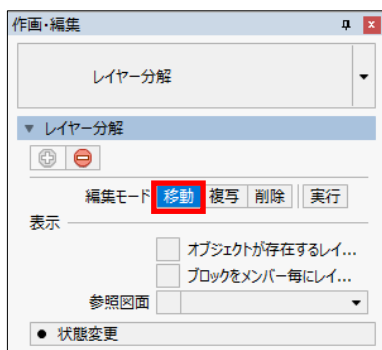 作画・編集
レイヤー分解
レイヤー分解
編集モード 移動 複写 削除 実行
表示
オブジェクトが存在するレイ...
ブロックをメンバー毎にレイ...
参照図面
状態変更